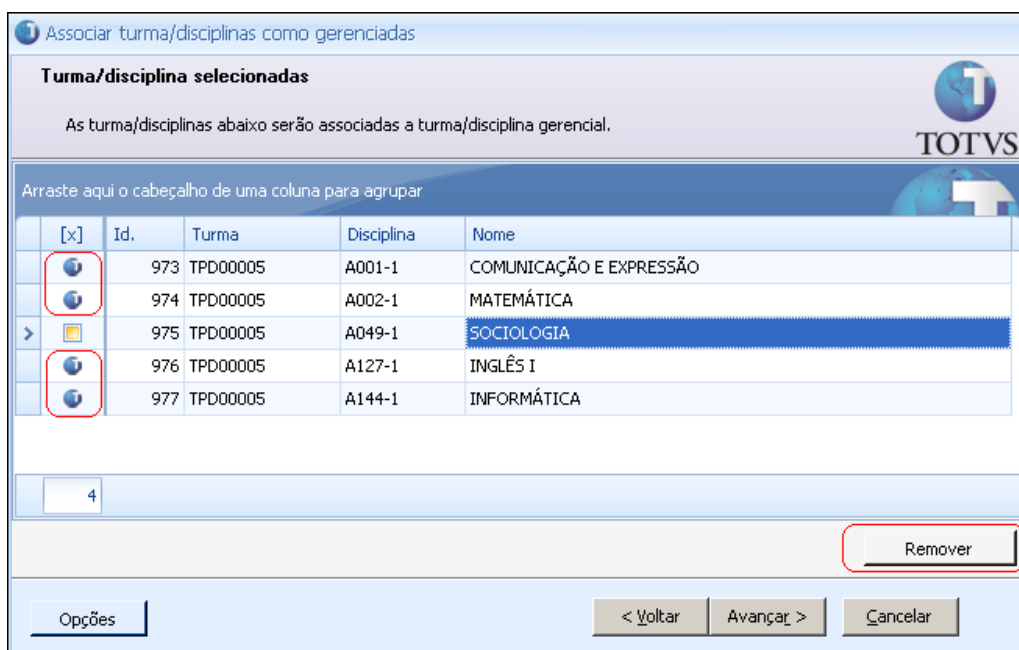 Associar turma/disciplinas como gerenciadas
Turma/disciplina selecionadas
As turma/disciplinas abaixo serão associadas a turma/disciplina gerencial.
TOTVS
Arraste aqui o cabeçalho de uma coluna para agrupar
[x] Id. Turma Disciplina Nome
973 TPD00005 A001-1 COMUNICAÇÃO E EXPRESSÃO
974 TPD00005 A002-1 MATEMÁTICA
975 TPD00005 A049-1 SOCIOLOGIA
976 TPD00005 A127-1 INGLÊS I
977 TPD00005 A144-1 INFORMÁTICA
4
Remover
Opções < Voltar Avançar > Cancelar